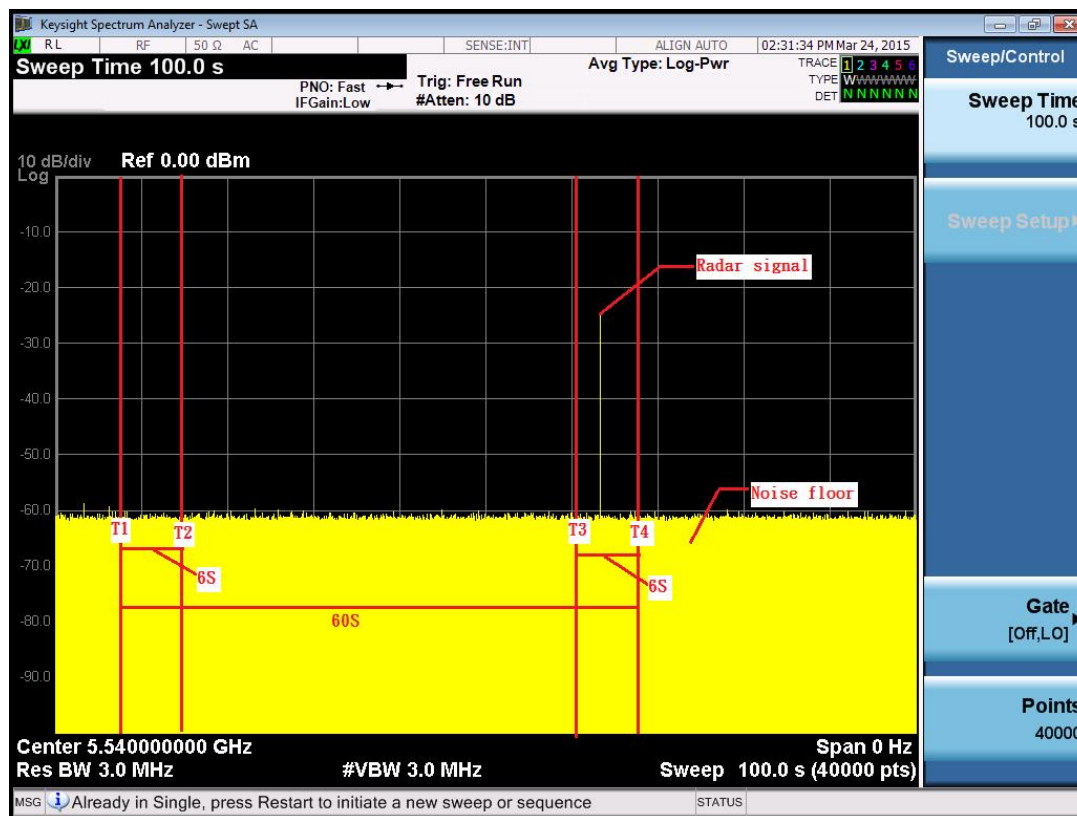 Keysight Spectrum Analyzer - Swept SA
LXI RL RF 50 Ω AC SENSE:INT ALIGN AUTO 02:31:34 PM Mar 24, 2015
Sweep Time 100.0 s
PNO: Fast
IFGain:Low
Trig: Free Run
#Atten: 10 dB
Avg Type: Log-Pwr
TRACE 1 2 3 4 5 6
TYPE WWWWWWW
DET N N N N N N
10 dB/div
Log
Ref 0.00 dBm
-10.0
-20.0
-30.0
-40.0
-50.0
-60.0
-70.0
-80.0
-90.0
Radar signal
Noise floor
T1
T2
T3
T4
6S
6S
60S
Center 5.540000000 GHz
Span 0 Hz
Res BW 3.0 MHz
#VBW 3.0 MHz
Sweep 100.0 s (40000 pts)
MSG Already in Single, press Restart to initiate a new sweep or sequence STATUS
Sweep/Control
Sweep Time
100.0 s
Sweep Setup
Gate
[Off,LO]
Points
40000